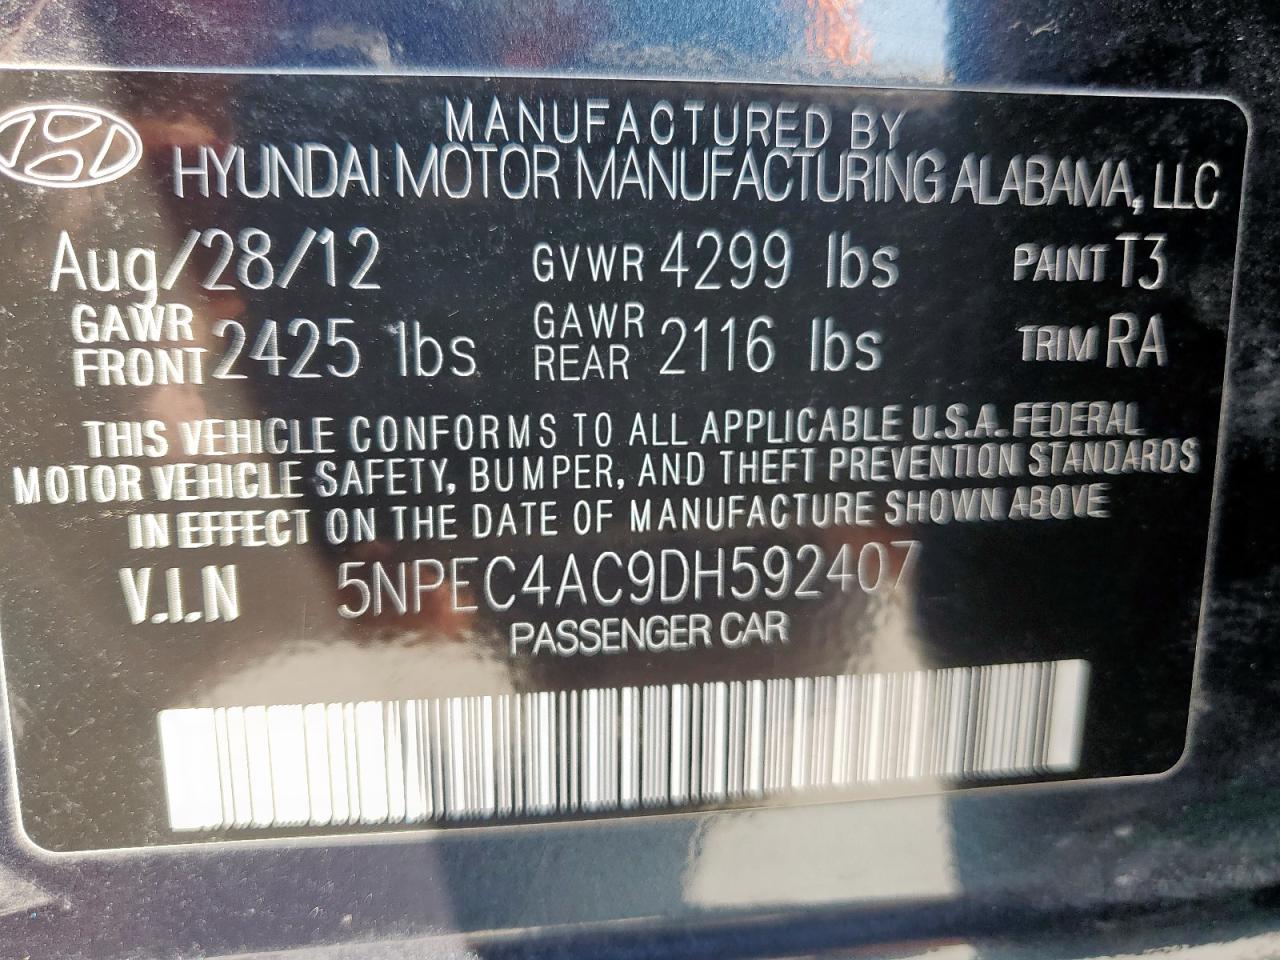 MANUFACTURED BY
HYUNDAI MOTOR MANUFACTURING ALABAMA, LLC
Aug/28/12 GVWR 4299 lbs PAINT T3
GAWR FRONT 2425 lbs GAWR REAR 2116 lbs TRIM RA
THIS VEHICLE CONFORMS TO ALL APPLICABLE U.S.A. FEDERAL
MOTOR VEHICLE SAFETY, BUMPER, AND THEFT PREVENTION STANDARDS
IN EFFECT ON THE DATE OF MANUFACTURE SHOWN ABOVE
V.I.N 5NPEC4AC9DH592407
PASSENGER CAR